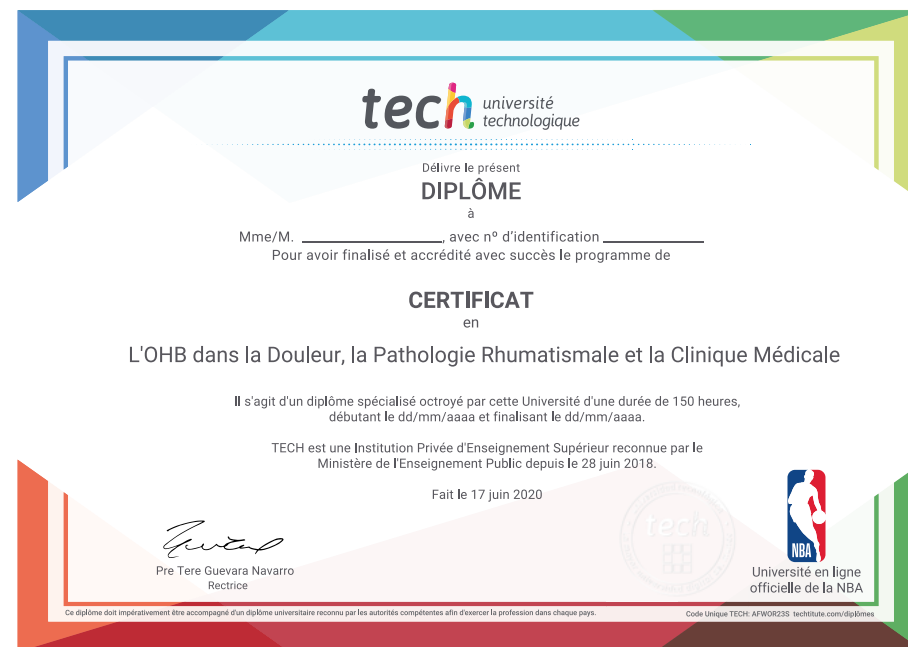 tech université
technologique
Délivre le présent
DIPLÔME
à
Mme/M. ____________________, avec nº d'identification ______________
Pour avoir finalisé et accrédité avec succès le programme de
CERTIFICAT
en
L'OHB dans la Douleur, la Pathologie Rhumatismale et la Clinique Médicale
Il s'agit d'un diplôme spécialisé octroyé par cette Université d'une durée de 150 heures,
débutant le dd/mm/aaaa et finalisant le dd/mm/aaaa.
TECH est une Institution Privée d'Enseignement Supérieur reconnue par le
Ministère de l'Enseignement Public depuis le 28 juin 2018.
Fait le 17 juin 2020
tech
NBA
Pre Tere Guevara Navarro
Rectrice
Université en ligne
officielle de la NBA
Ce diplôme doit impérativement être accompagné d'un diplôme universitaire reconnu par les autorités compétentes afin d'exercer la profession dans chaque pays.
Code Unique TECH: AFWOR23S techtitute.com/diplômes